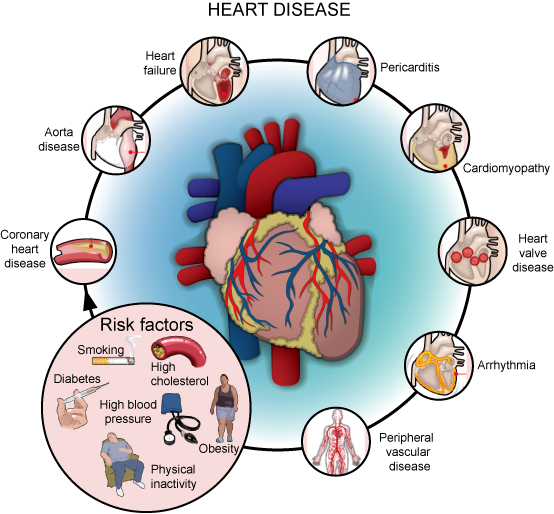 HEART DISEASE
Heart
failure
Pericarditis
Aorta
disease
Cardiomyopathy
Coronary
heart
disease
Heart
valve
disease
Risk factors
Smoking
High
cholesterol
Diabetes
High blood
pressure
Obesity
Physical
inactivity
Arrhythmia
Peripheral
vascular
disease